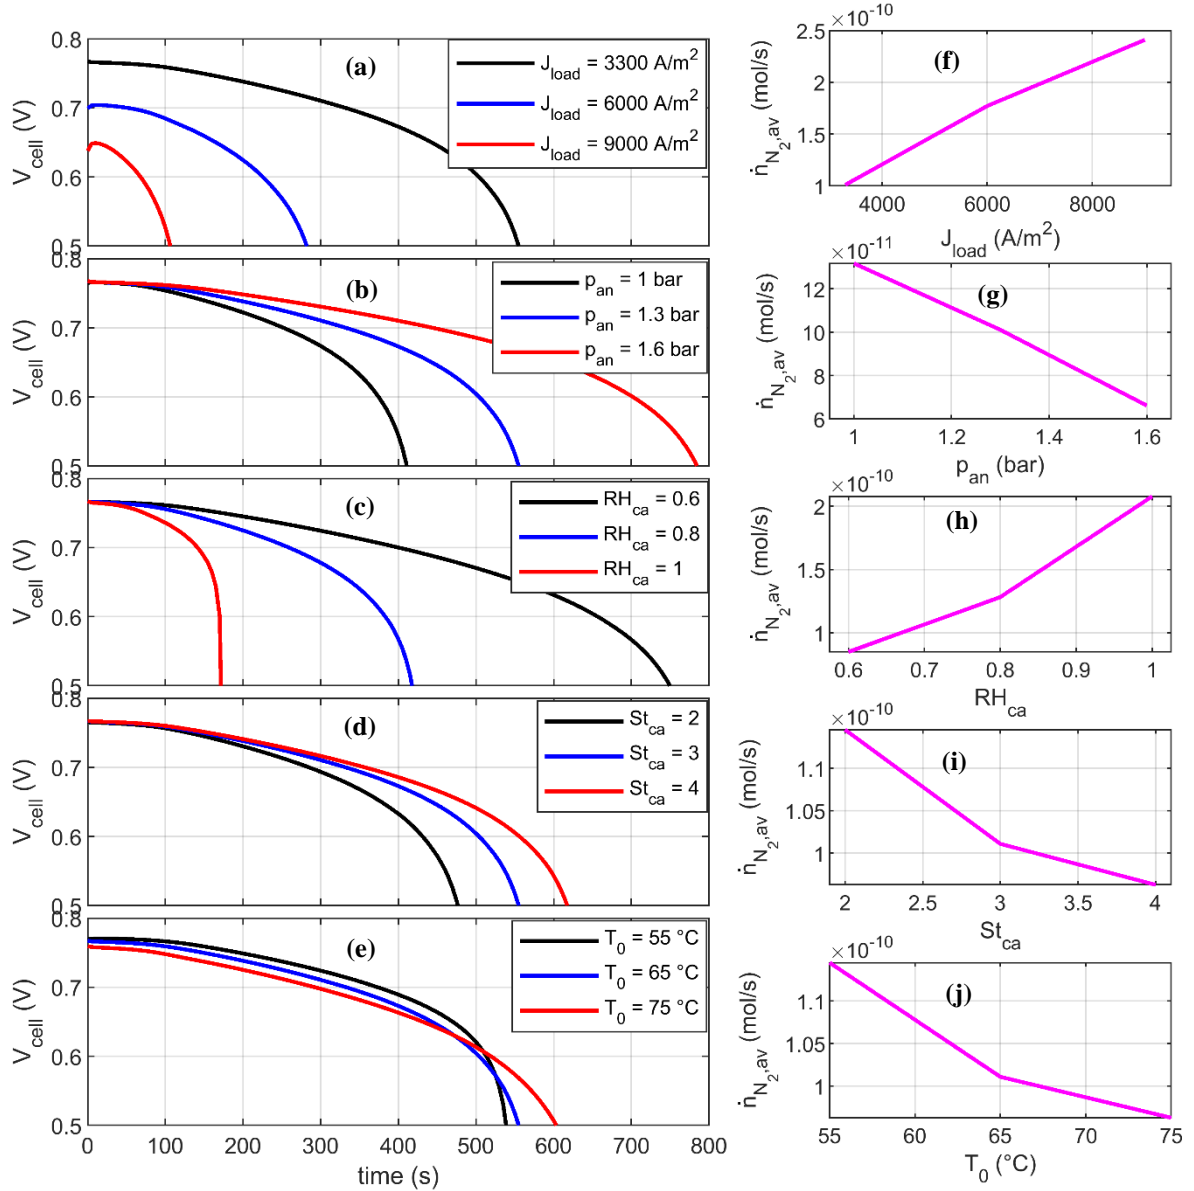 0.8
0.7
0.6
0.5
V_cell (V)
(a)
J_load = 3300 A/m²
J_load = 6000 A/m²
J_load = 9000 A/m²
0.8
0.7
0.6
0.5
V_cell (V)
(b)
p_an = 1 bar
p_an = 1.3 bar
p_an = 1.6 bar
0.8
0.7
0.6
0.5
V_cell (V)
(c)
RH_ca = 0.6
RH_ca = 0.8
RH_ca = 1
0.8
0.7
0.6
0.5
V_cell (V)
(d)
St_ca = 2
St_ca = 3
St_ca = 4
0.8
0.7
0.6
0.5
V_cell (V)
(e)
T_0 = 55 °C
T_0 = 65 °C
T_0 = 75 °C
0 100 200 300 400 500 600 700 800
time (s)
×10⁻¹⁰
2.5
2
1.5
1
ṅ_N₂,av (mol/s)
(f)
4000 6000 8000
J_load (A/m²)
×10⁻¹¹
12
10
8
6
ṅ_N₂,av (mol/s)
(g)
1 1.2 1.4 1.6
p_an (bar)
×10⁻¹⁰
2
1.5
1
ṅ_N₂,av (mol/s)
(h)
0.6 0.7 0.8 0.9 1
RH_ca
×10⁻¹⁰
1.1
1.05
1
ṅ_N₂,av (mol/s)
(i)
2 2.5 3 3.5 4
St_ca
×10⁻¹⁰
1.1
1.05
1
ṅ_N₂,av (mol/s)
(j)
55 60 65 70 75
T_0 (°C)